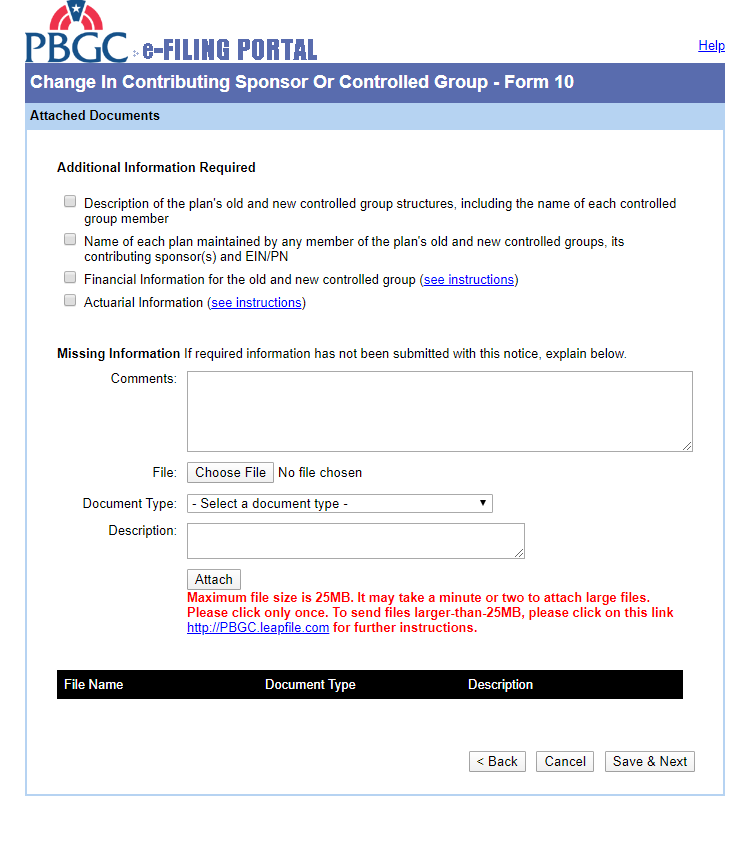 PBGC e-FILING PORTAL
Help
Change In Contributing Sponsor Or Controlled Group - Form 10
Attached Documents
Additional Information Required
Description of the plan's old and new controlled group structures, including the name of each controlled
group member
Name of each plan maintained by any member of the plan's old and new controlled groups, its
contributing sponsor(s) and EIN/PN
Financial Information for the old and new controlled group (see instructions)
Actuarial Information (see instructions)
Missing Information If required information has not been submitted with this notice, explain below.
Comments:
File: Choose File No file chosen
Document Type: - Select a document type -
Description:
Attach
Maximum file size is 25MB. It may take a minute or two to attach large files.
Please click only once. To send files larger-than-25MB, please click on this link
http://PBGC.leapfile.com for further instructions.
File Name Document Type Description
< Back Cancel Save & Next